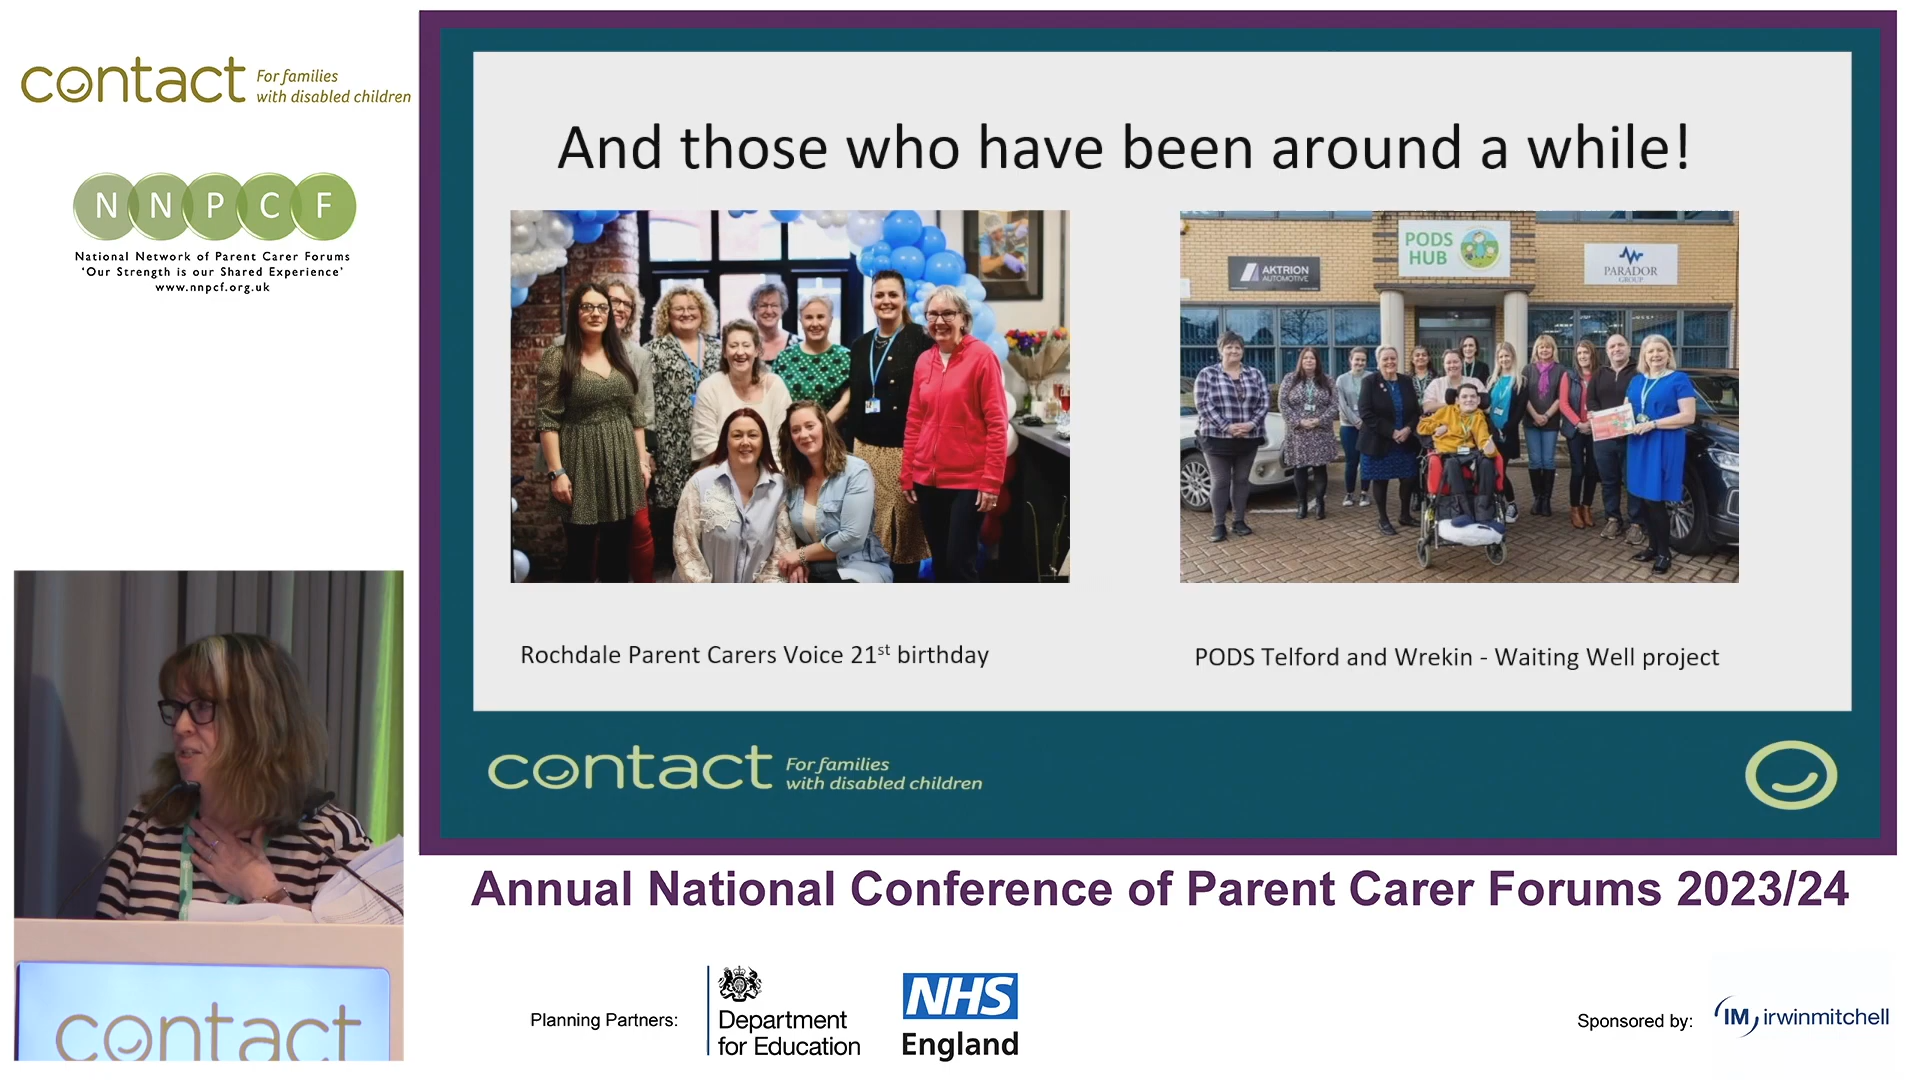 contact For families
with disabled children
NNPCF
National Network of Parent Carer Forums
'Our Strength is our Shared Experience'
www.nnpcf.org.uk
And those who have been around a while!
AKTRION
AUTOMOTIVE
PODS
HUB
PARADOR
GROUP
Rochdale Parent Carers Voice 21st birthday
PODS Telford and Wrekin - Waiting Well project
contact For families
with disabled children
contact
Annual National Conference of Parent Carer Forums 2023/24
Planning Partners:
Department
for Education
NHS
England
Sponsored by:
IM irwinmitchell